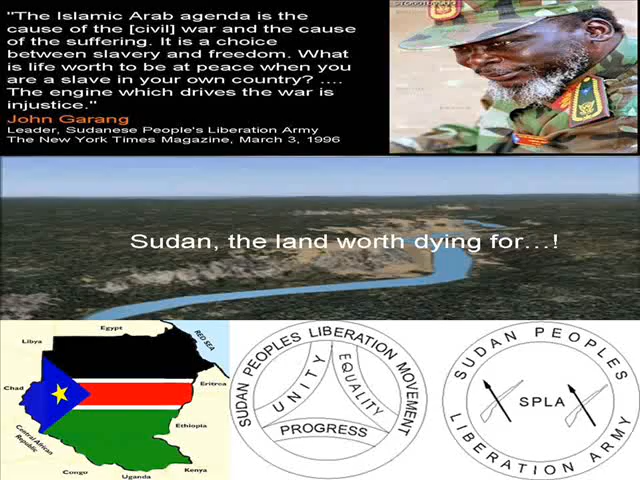 "The Islamic Arab agenda is the
cause of the [civil] war and the cause
of the suffering. It is a choice
between slavery and freedom. What
is life worth to be at peace when you
are a slave in your own country? ....
The engine which drives the war is
injustice."
John Garang
Leader, Sudanese People's Liberation Army
The New York Times Magazine, March 3, 1996
Sudan, the land worth dying for...!
Egypt
Libya
RED SEA
Chad
Eritrea
Ethiopia
Central African
Republic
Congo
Uganda
Kenya
SUDAN PEOPLES LIBERATION MOVEMENT
UNITY
EQUALITY
PROGRESS
SUDAN PEOPLES
SPLA
LIBERATION ARMY